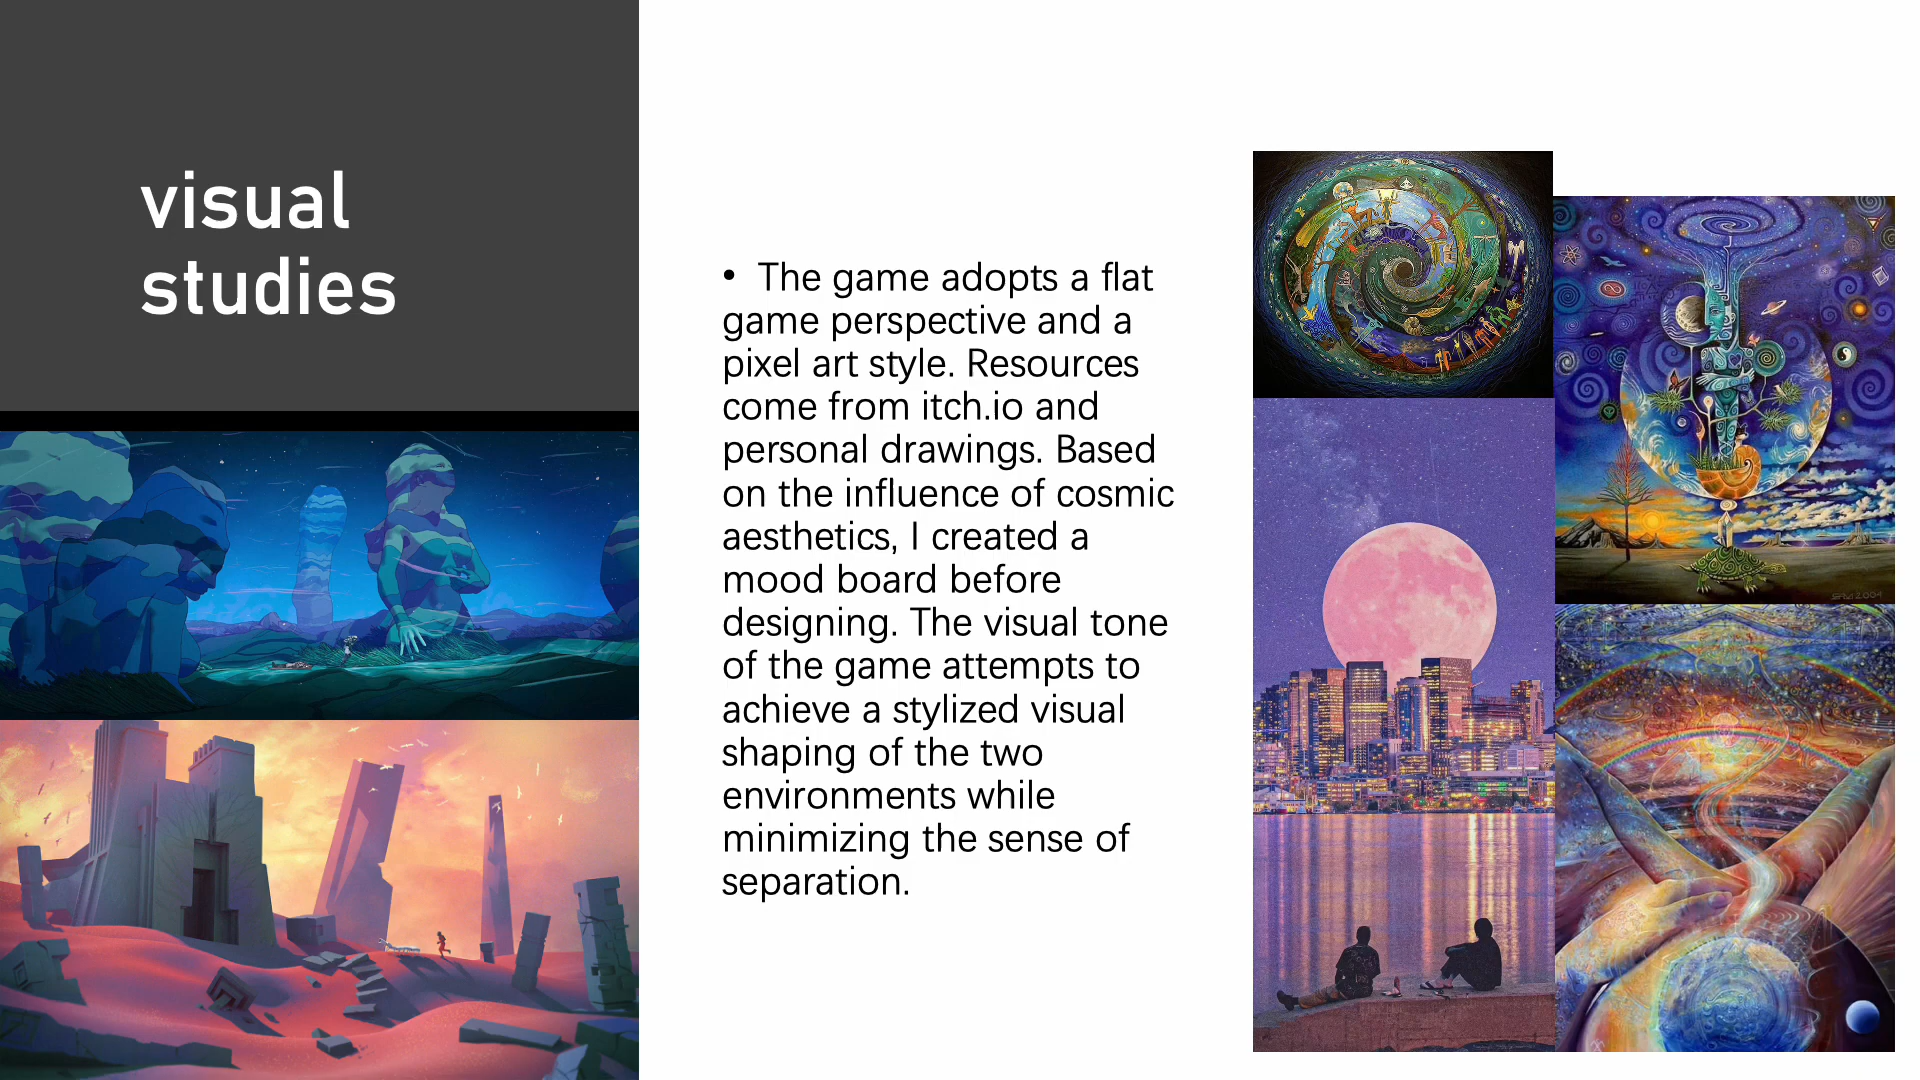 visual
studies
• The game adopts a flat
game perspective and a
pixel art style. Resources
come from itch.io and
personal drawings. Based
on the influence of cosmic
aesthetics, I created a
mood board before
designing. The visual tone
of the game attempts to
achieve a stylized visual
shaping of the two
environments while
minimizing the sense of
separation.